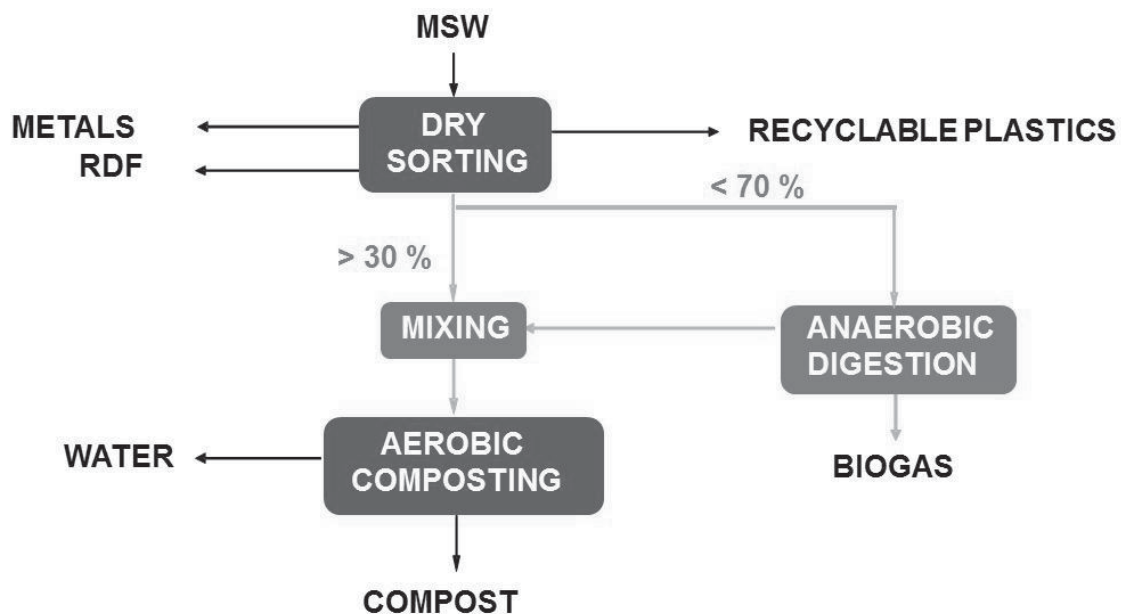 MSW
METALS
RDF
DRY
SORTING
RECYCLABLE PLASTICS
< 70 %
> 30 %
MIXING
ANAEROBIC
DIGESTION
WATER
AEROBIC
COMPOSTING
BIOGAS
COMPOST